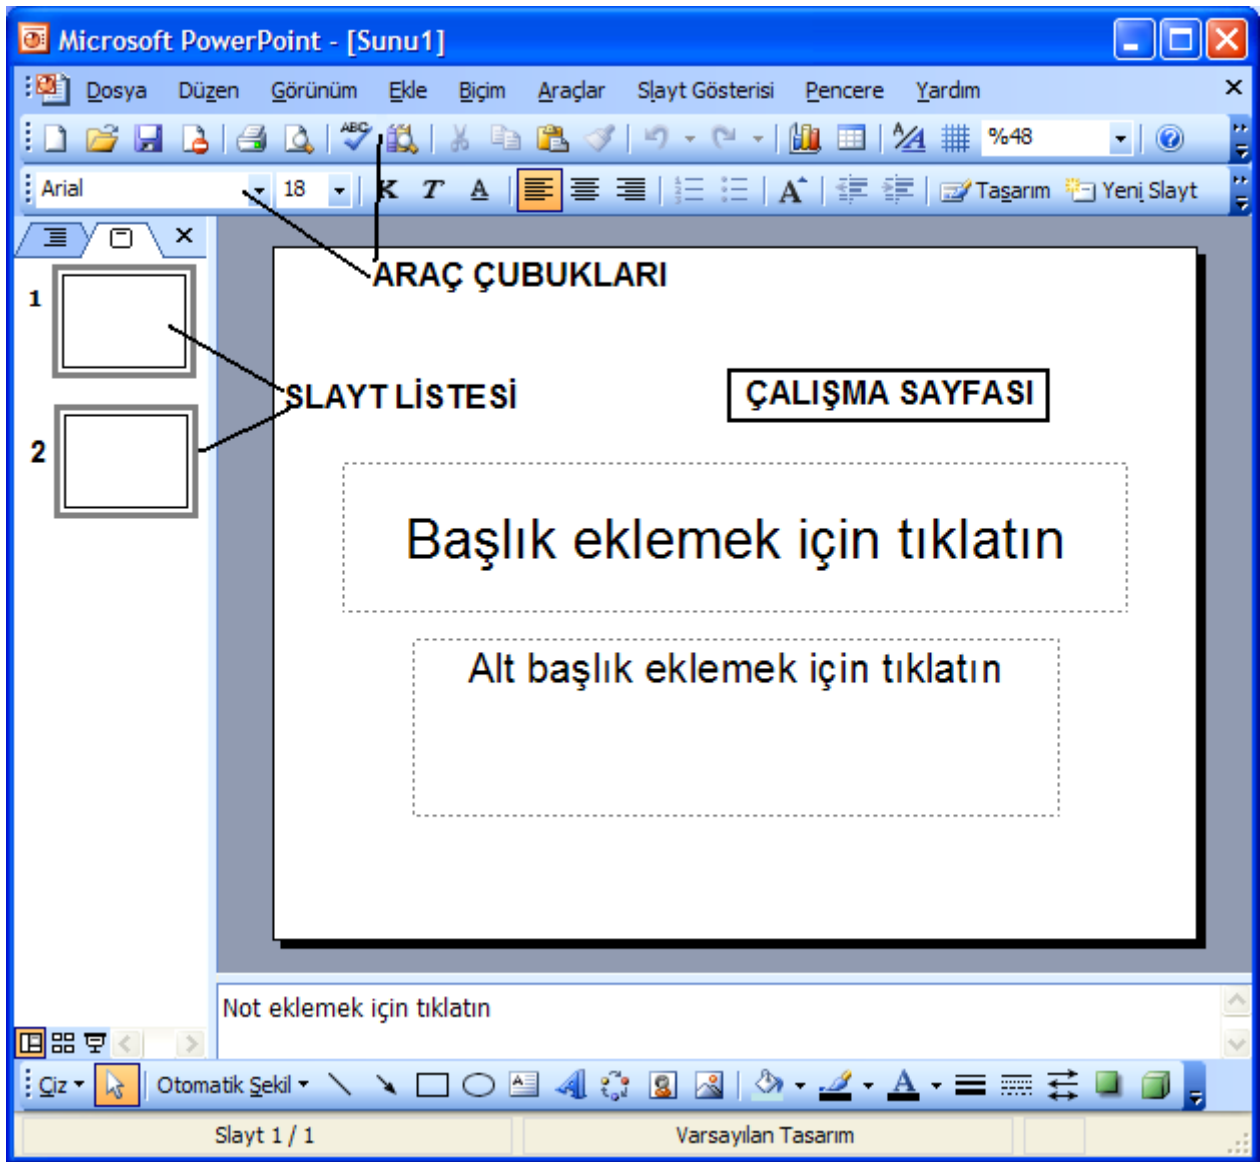 Microsoft PowerPoint - [Sunu1]
Dosya Düzen Görünüm Ekle Biçim Araçlar Slayt Gösterisi Pencere Yardım
ABC %48
Arial 18 K T A A Tasarım Yeni Slayt
ARAÇ ÇUBUKLARI
1
SLAYT LİSTESİ
ÇALIŞMA SAYFASI
2
Başlık eklemek için tıklatın
Alt başlık eklemek için tıklatın
Not eklemek için tıklatın
Çiz Otomatik Şekil A
Slayt 1 / 1 Varsayılan Tasarım